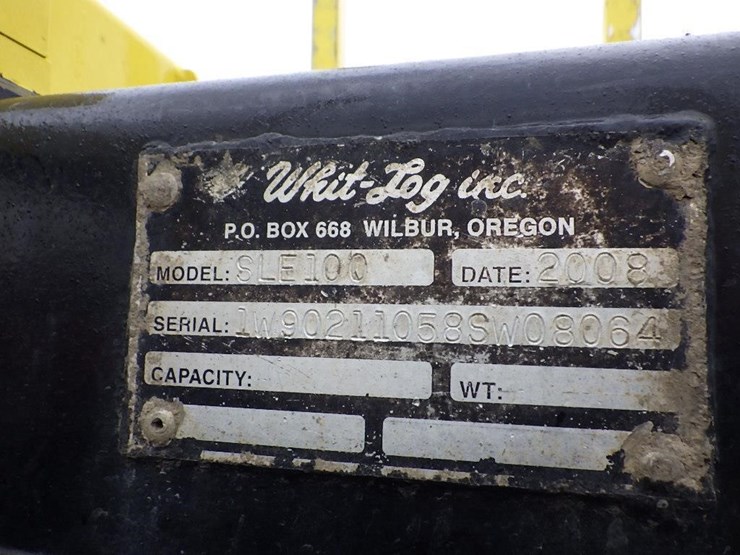 Whit-Log inc.
P.O. BOX 668 WILBUR, OREGON
MODEL: SLE100 DATE: 2008
SERIAL: 1W90211058SW08064
CAPACITY: WT: